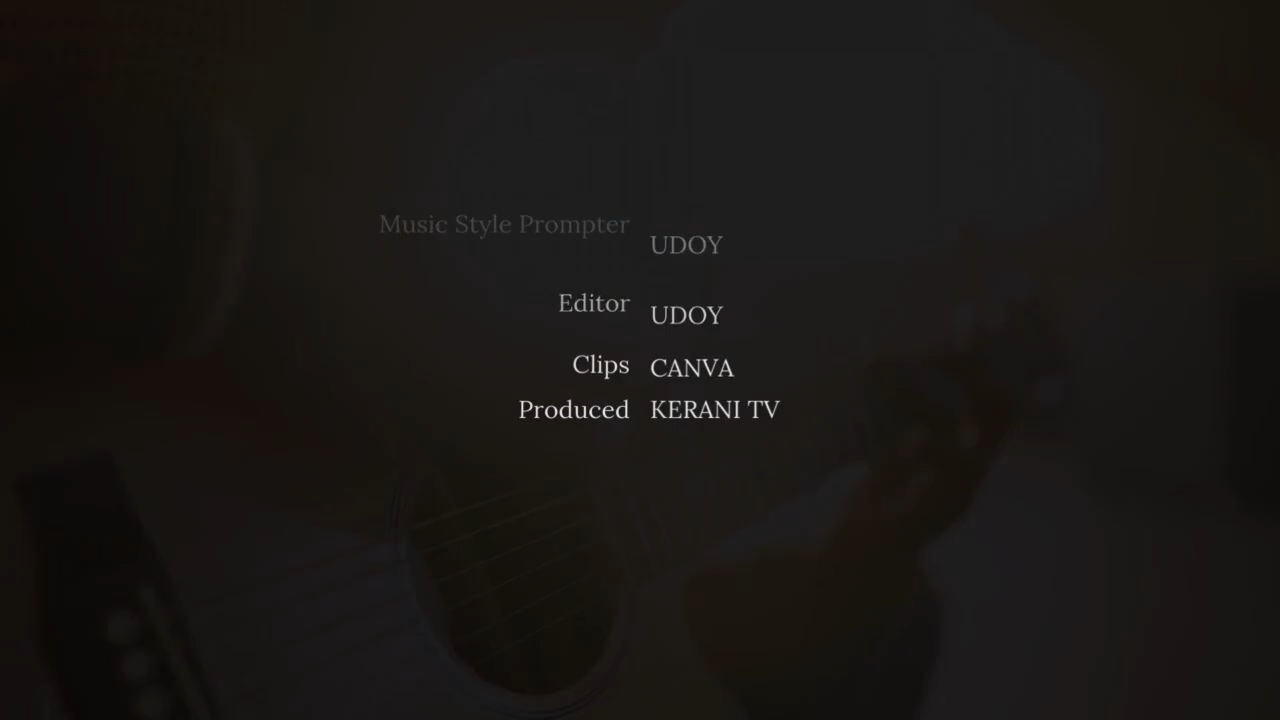 Music Style Prompter UDOY
Editor UDOY
Clips CANVA
Produced KERANI TV